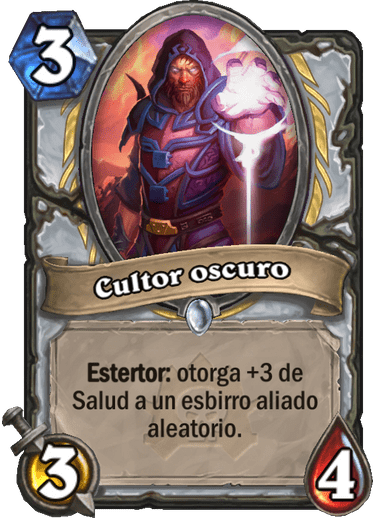 3
Cultor oscuro
Estertor: otorga +3 de
Salud a un esbirro aliado
aleatorio.
3
4